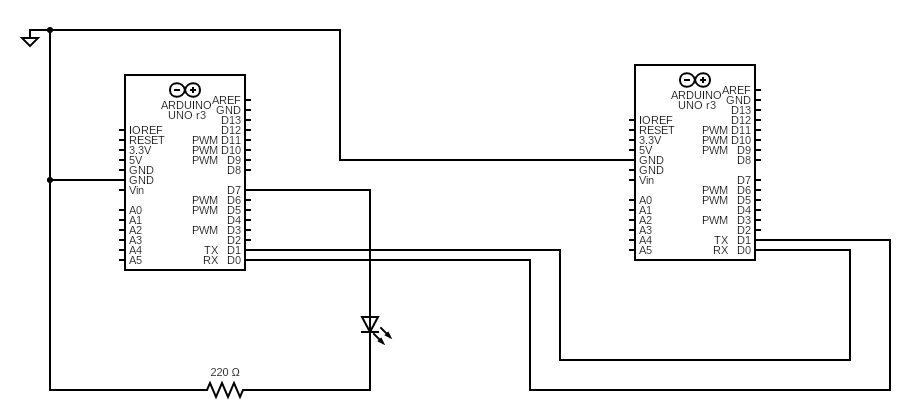 ARDUINO
UNO r3
AREF
GND
D13
IOREF D12
RESET PWM D11
3.3V PWM D10
5V PWM D9
GND D8
GND
Vin D7
PWM D6
A0 PWM D5
A1 D4
A2 PWM D3
A3 D2
A4 TX D1
A5 RX D0
220 Ω
ARDUINO
UNO r3
AREF
GND
D13
IOREF D12
RESET PWM D11
3.3V PWM D10
5V PWM D9
GND D8
GND
Vin D7
PWM D6
A0 PWM D5
A1 D4
A2 PWM D3
A3 D2
A4 TX D1
A5 RX D0